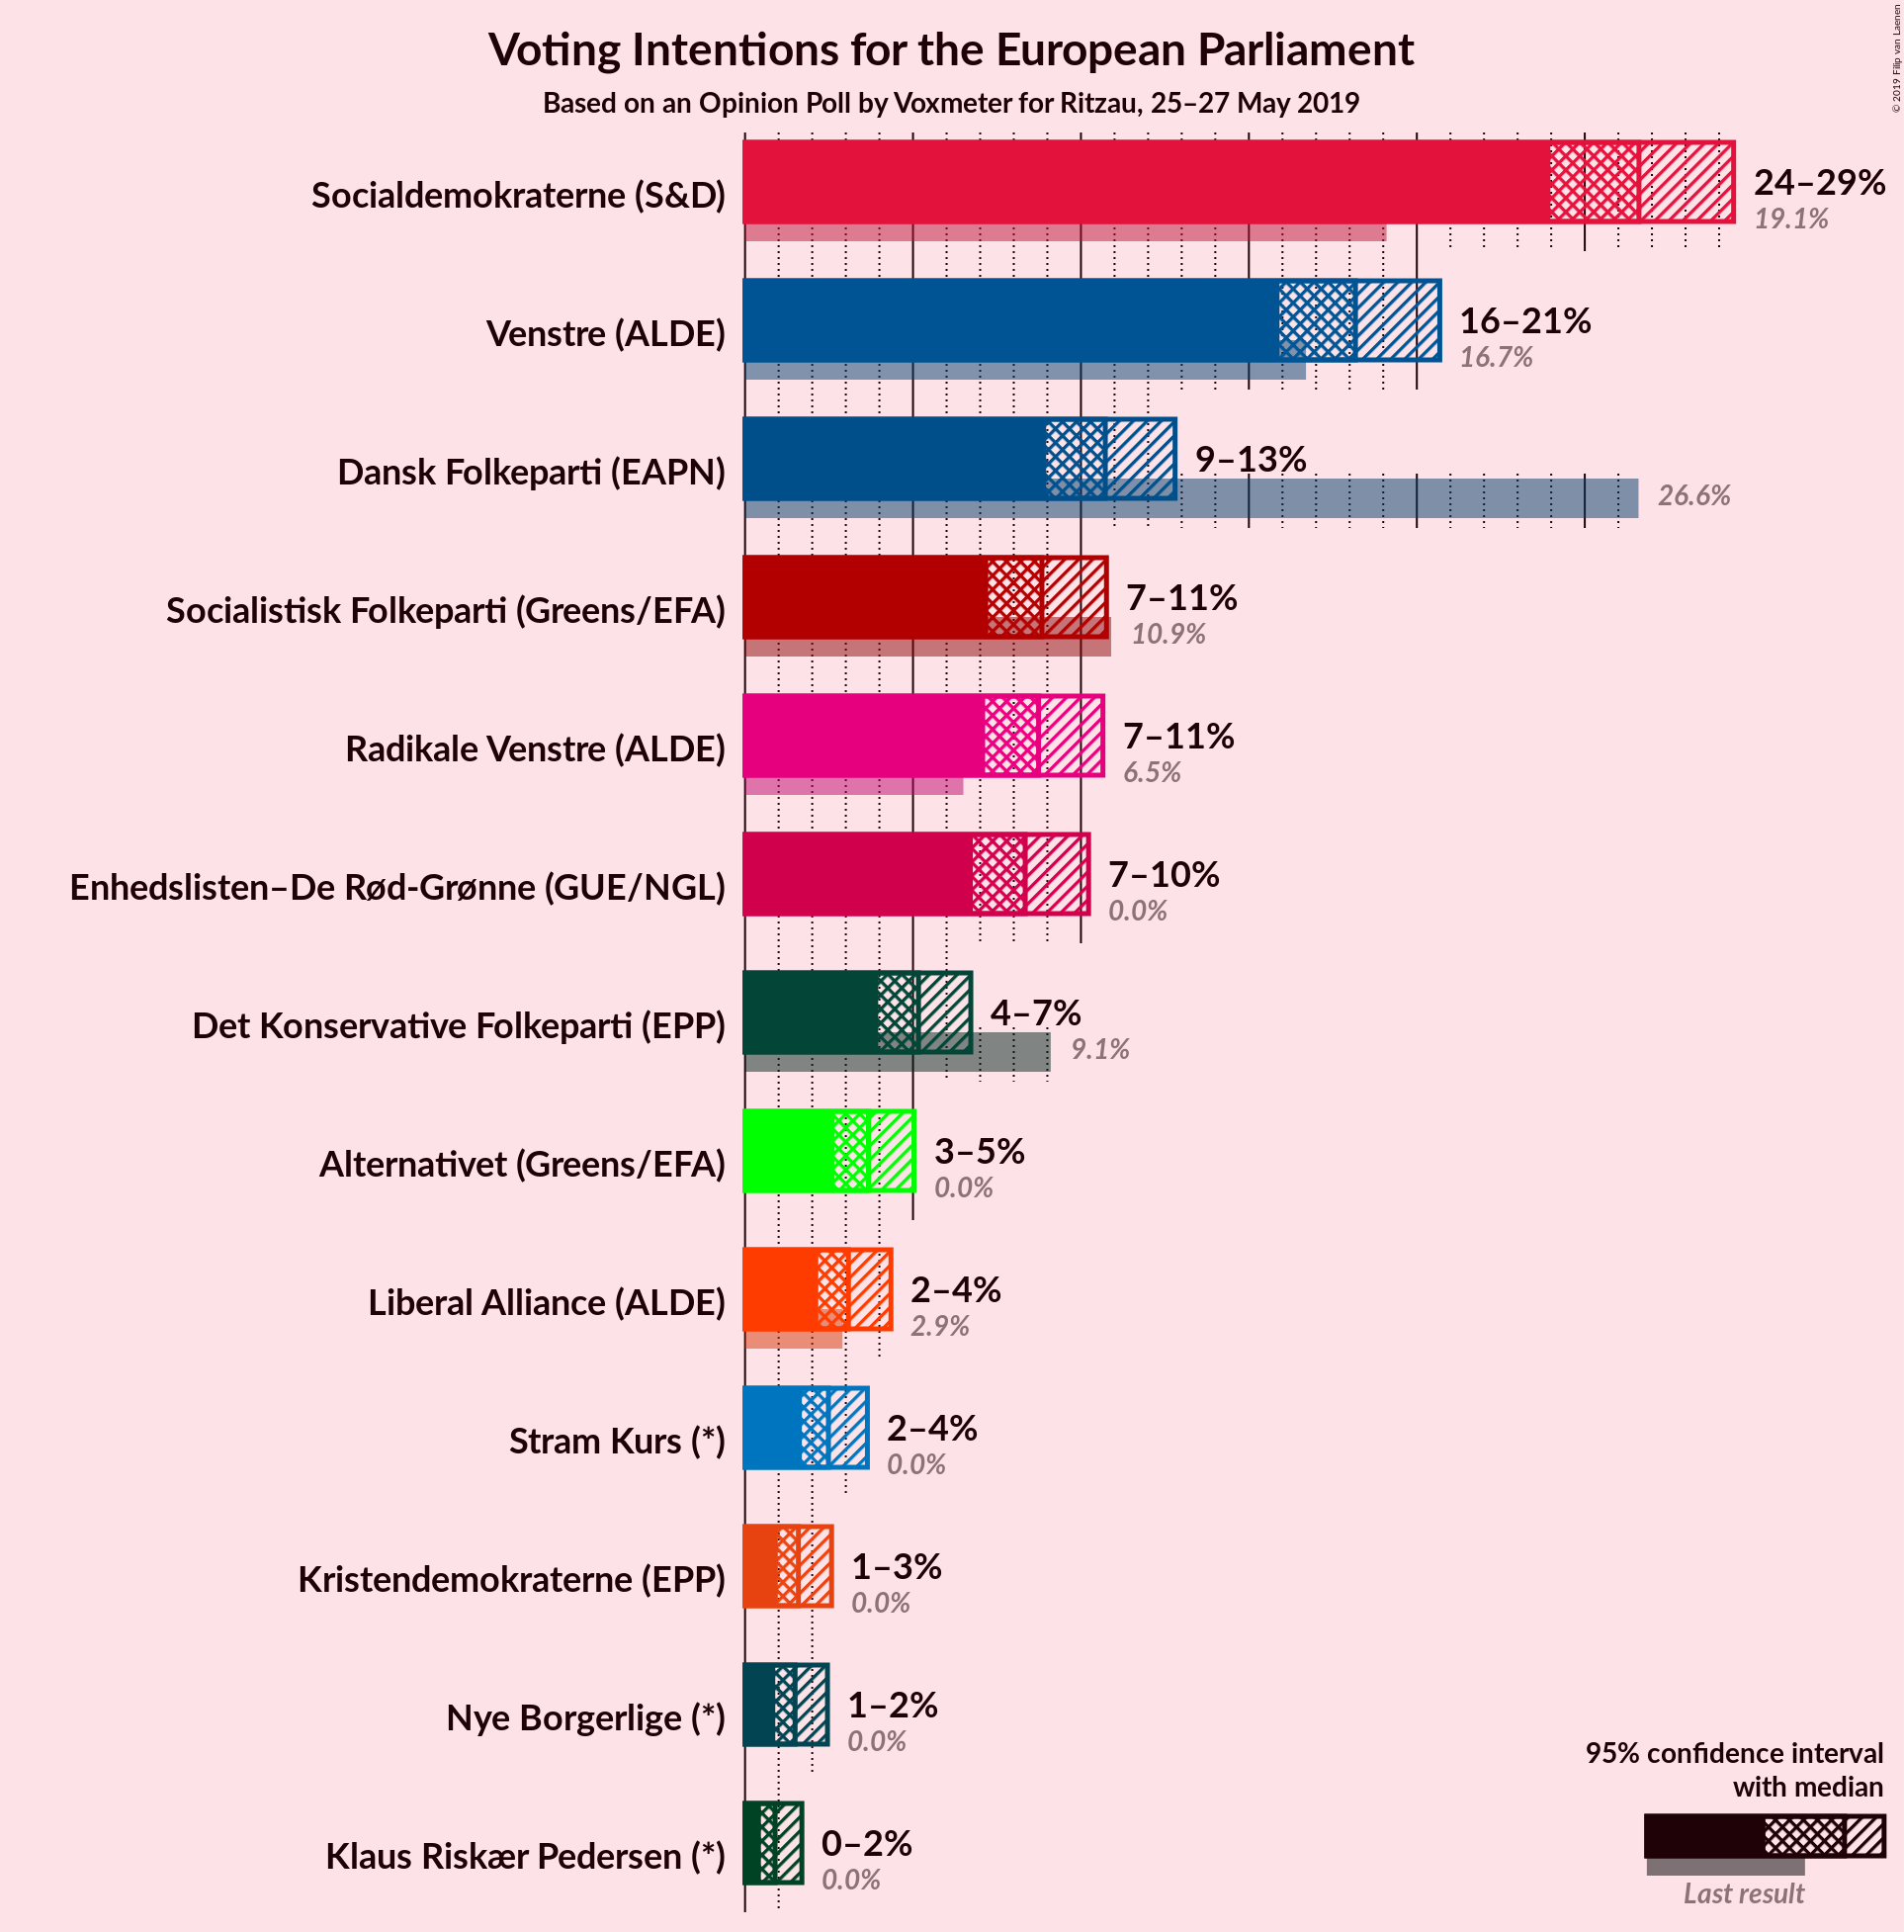 Voting Intentions for the European Parliament
Based on an Opinion Poll by Voxmeter for Ritzau, 25–27 May 2019
© 2019 Filip van Laenen
Socialdemokraterne (S&D)
24–29%
19.1%
Venstre (ALDE)
16–21%
16.7%
Dansk Folkeparti (EAPN)
9–13%
26.6%
Socialistisk Folkeparti (Greens/EFA)
7–11%
10.9%
Radikale Venstre (ALDE)
7–11%
6.5%
Enhedslisten–De Rød-Grønne (GUE/NGL)
7–10%
0.0%
Det Konservative Folkeparti (EPP)
4–7%
9.1%
Alternativet (Greens/EFA)
3–5%
0.0%
Liberal Alliance (ALDE)
2–4%
2.9%
Stram Kurs (*)
2–4%
0.0%
Kristendemokraterne (EPP)
1–3%
0.0%
Nye Borgerlige (*)
1–2%
0.0%
Klaus Riskær Pedersen (*)
0–2%
0.0%
95% confidence interval
with median
Last result